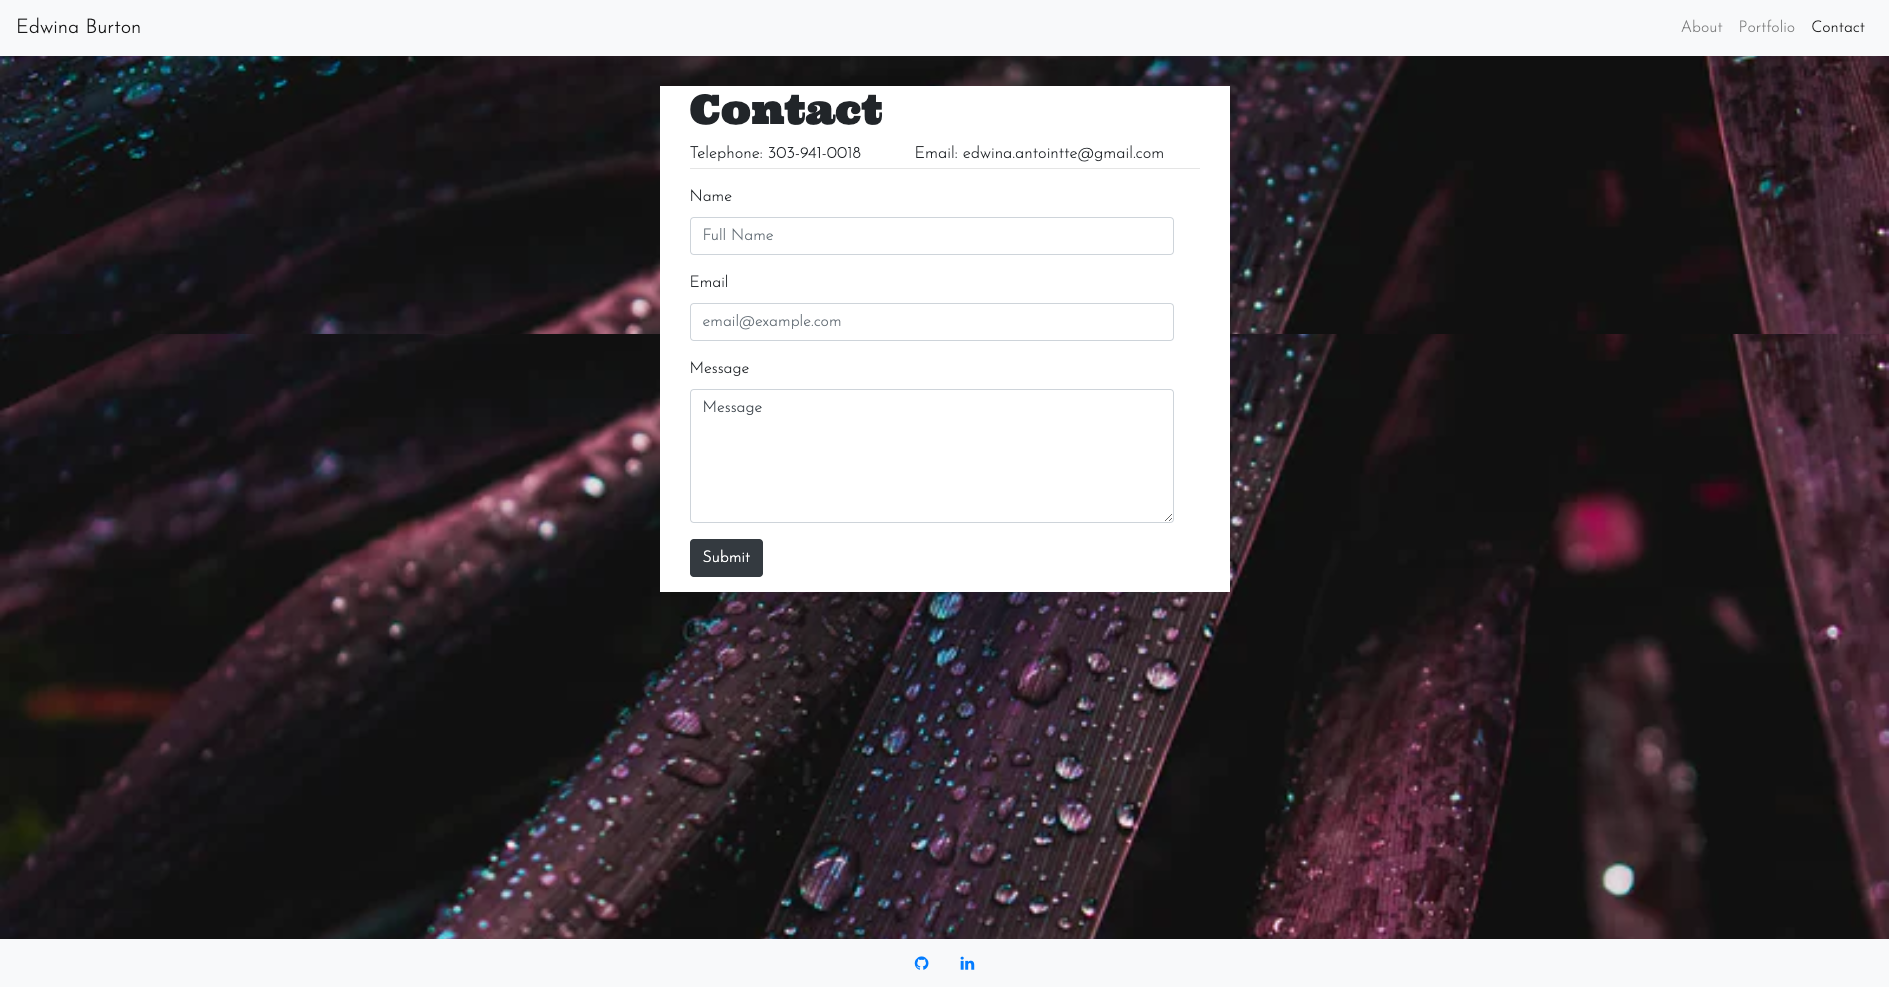 Edwina Burton
About Portfolio Contact
Contact
Telephone: 303-941-0018 Email: edwina.antointte@gmail.com
Name
Full Name
Email
email@example.com
Message
Message
Submit
in